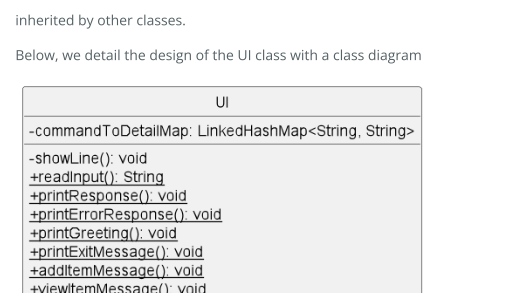 inherited by other classes.
Below, we detail the design of the UI class with a class diagram
UI
-commandToDetailMap: LinkedHashMap<String, String>
-showLine(): void
+readInput(): String
+printResponse(): void
+printErrorResponse(): void
+printGreeting(): void
+printExitMessage(): void
+addItemMessage(): void
+viewItemMessage(): void